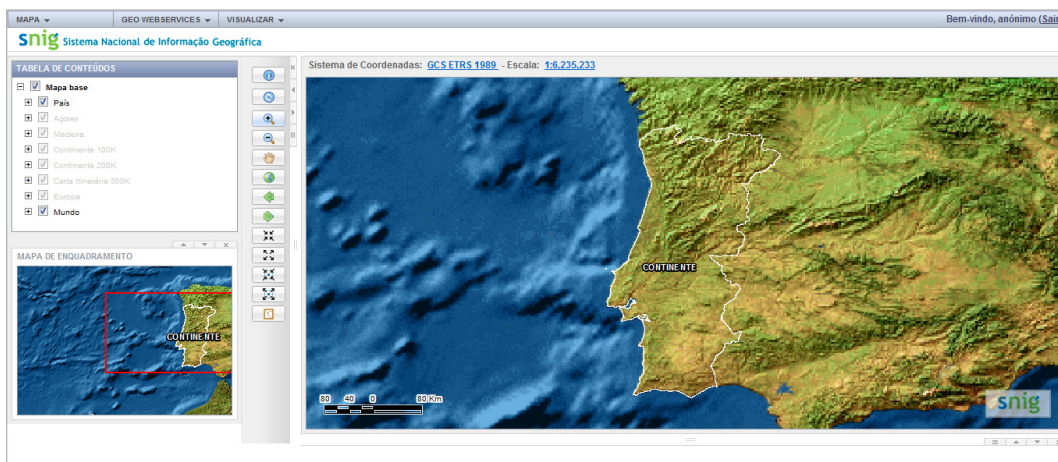 MAPA GEO WEBSERVICES VISUALIZAR Bem-vindo, anónimo (Sair
snig Sistema Nacional de Informação Geográfica
TABELA DE CONTEÚDOS
Mapa base
País
Açores
Madeira
Continente 100K
Continente 200K
Carta Itinerária 500K
Europa
Mundo
MAPA DE ENQUADRAMENTO
CONTINENTE
Sistema de Coordenadas: GCS ETRS 1989 - Escala: 1:6,235,233
CONTINENTE
80 40 0 80 Km
snig